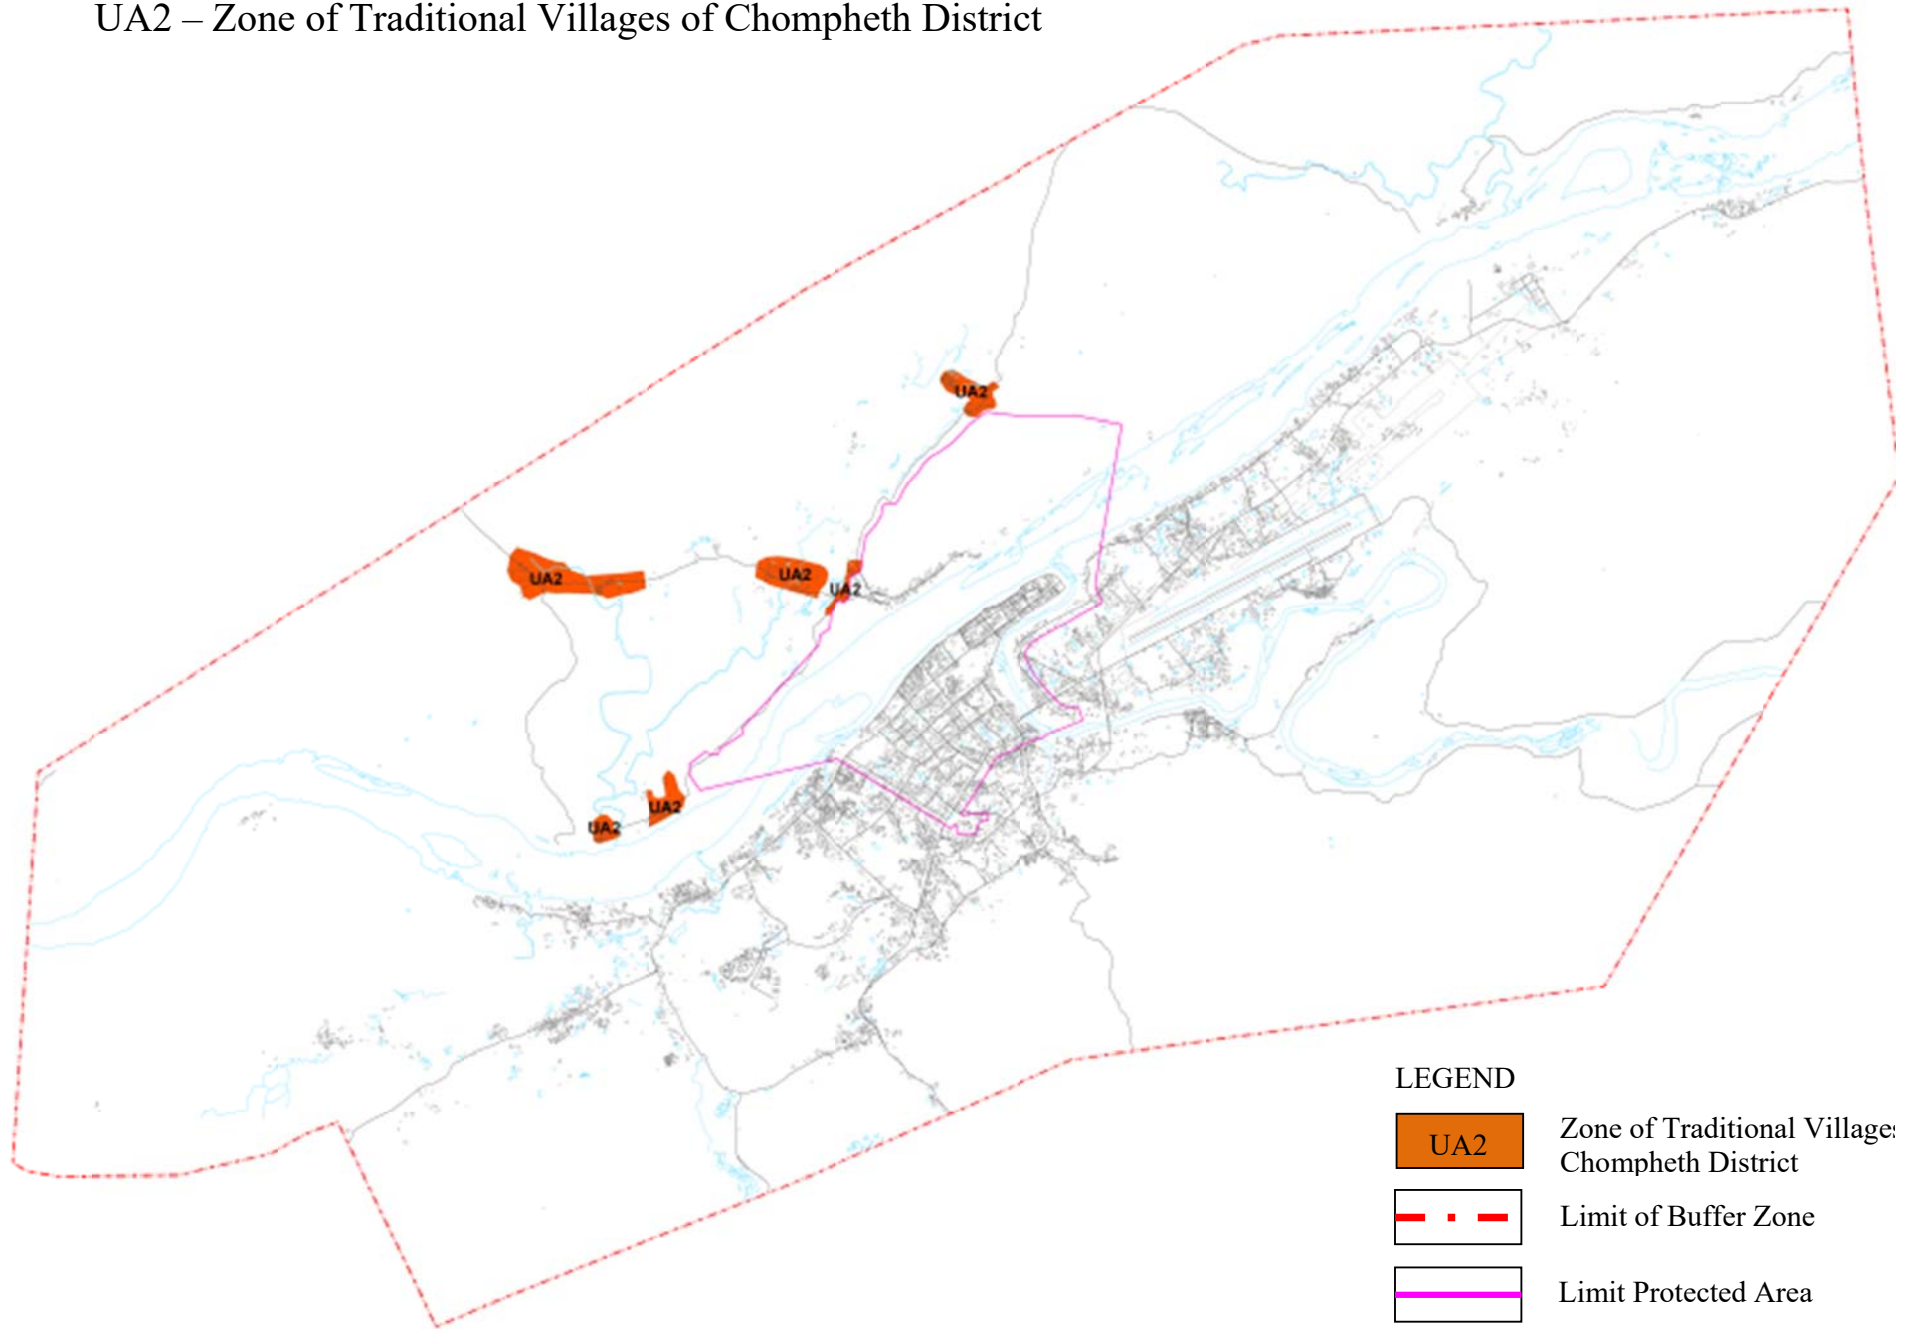 UA2 – Zone of Traditional Villages of Chompheth District
UA2
UA2
UA2
UA2
UA2
UA2
LEGEND
UA2
Zone of Traditional Villages
Chompheth District
Limit of Buffer Zone
Limit Protected Area